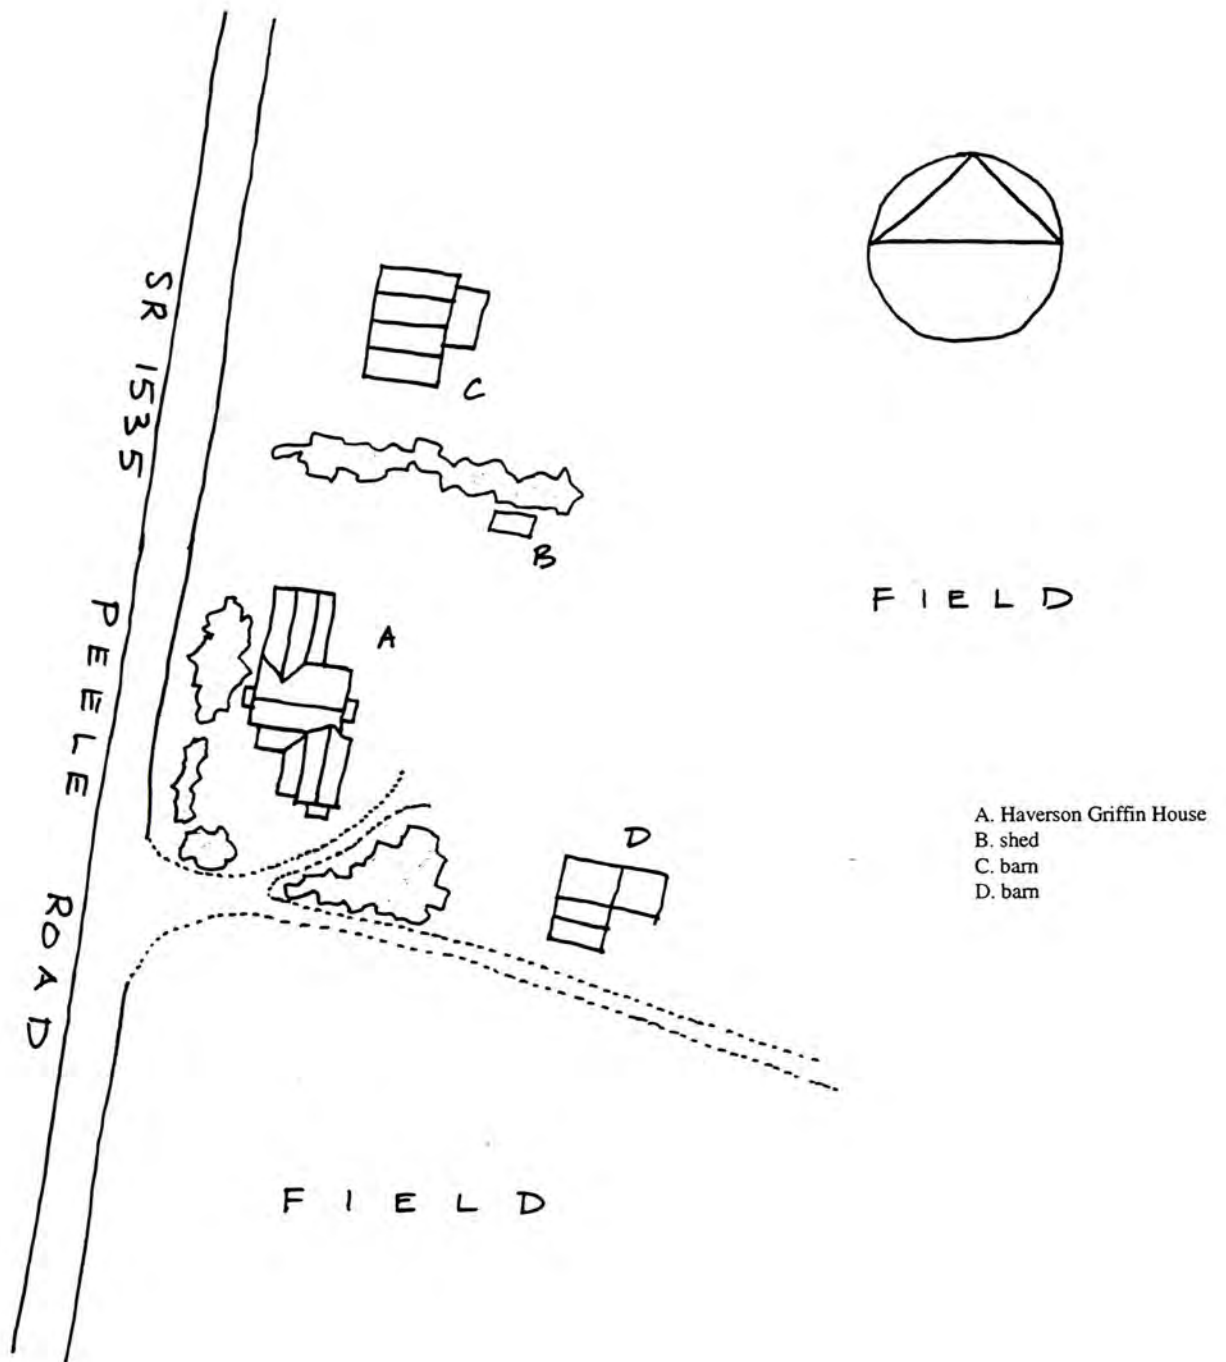 SR 1535 PEELE ROAD
C
B
FIELD
A
D
A. Haverson Griffin House
B. shed
C. barn
D. barn
FIELD